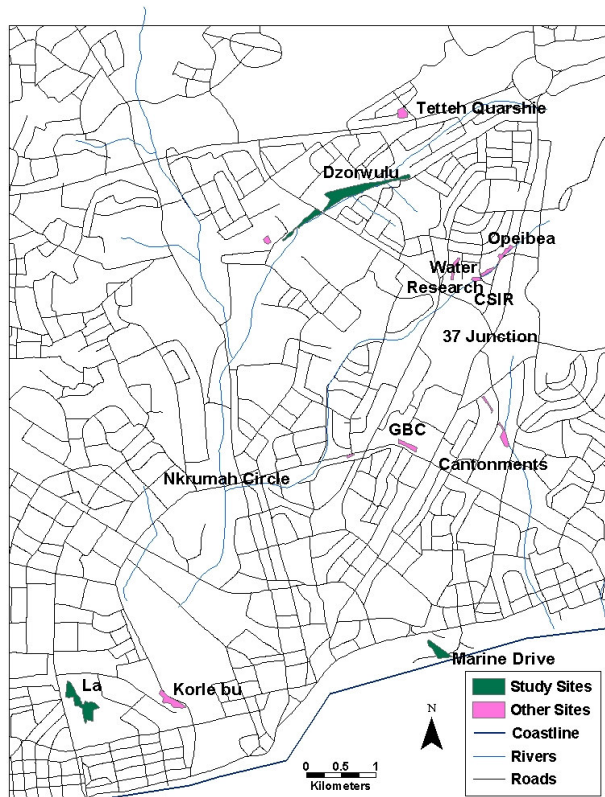 Tetteh Quarshie
Dzorwulu
Opeibea
Water
Research
CSIR
37 Junction
GBC
Cantonments
Nkrumah Circle
Marine Drive
La
Korle bu
Study Sites
Other Sites
Coastline
Rivers
Roads
N
0 0.5 1
Kilometers